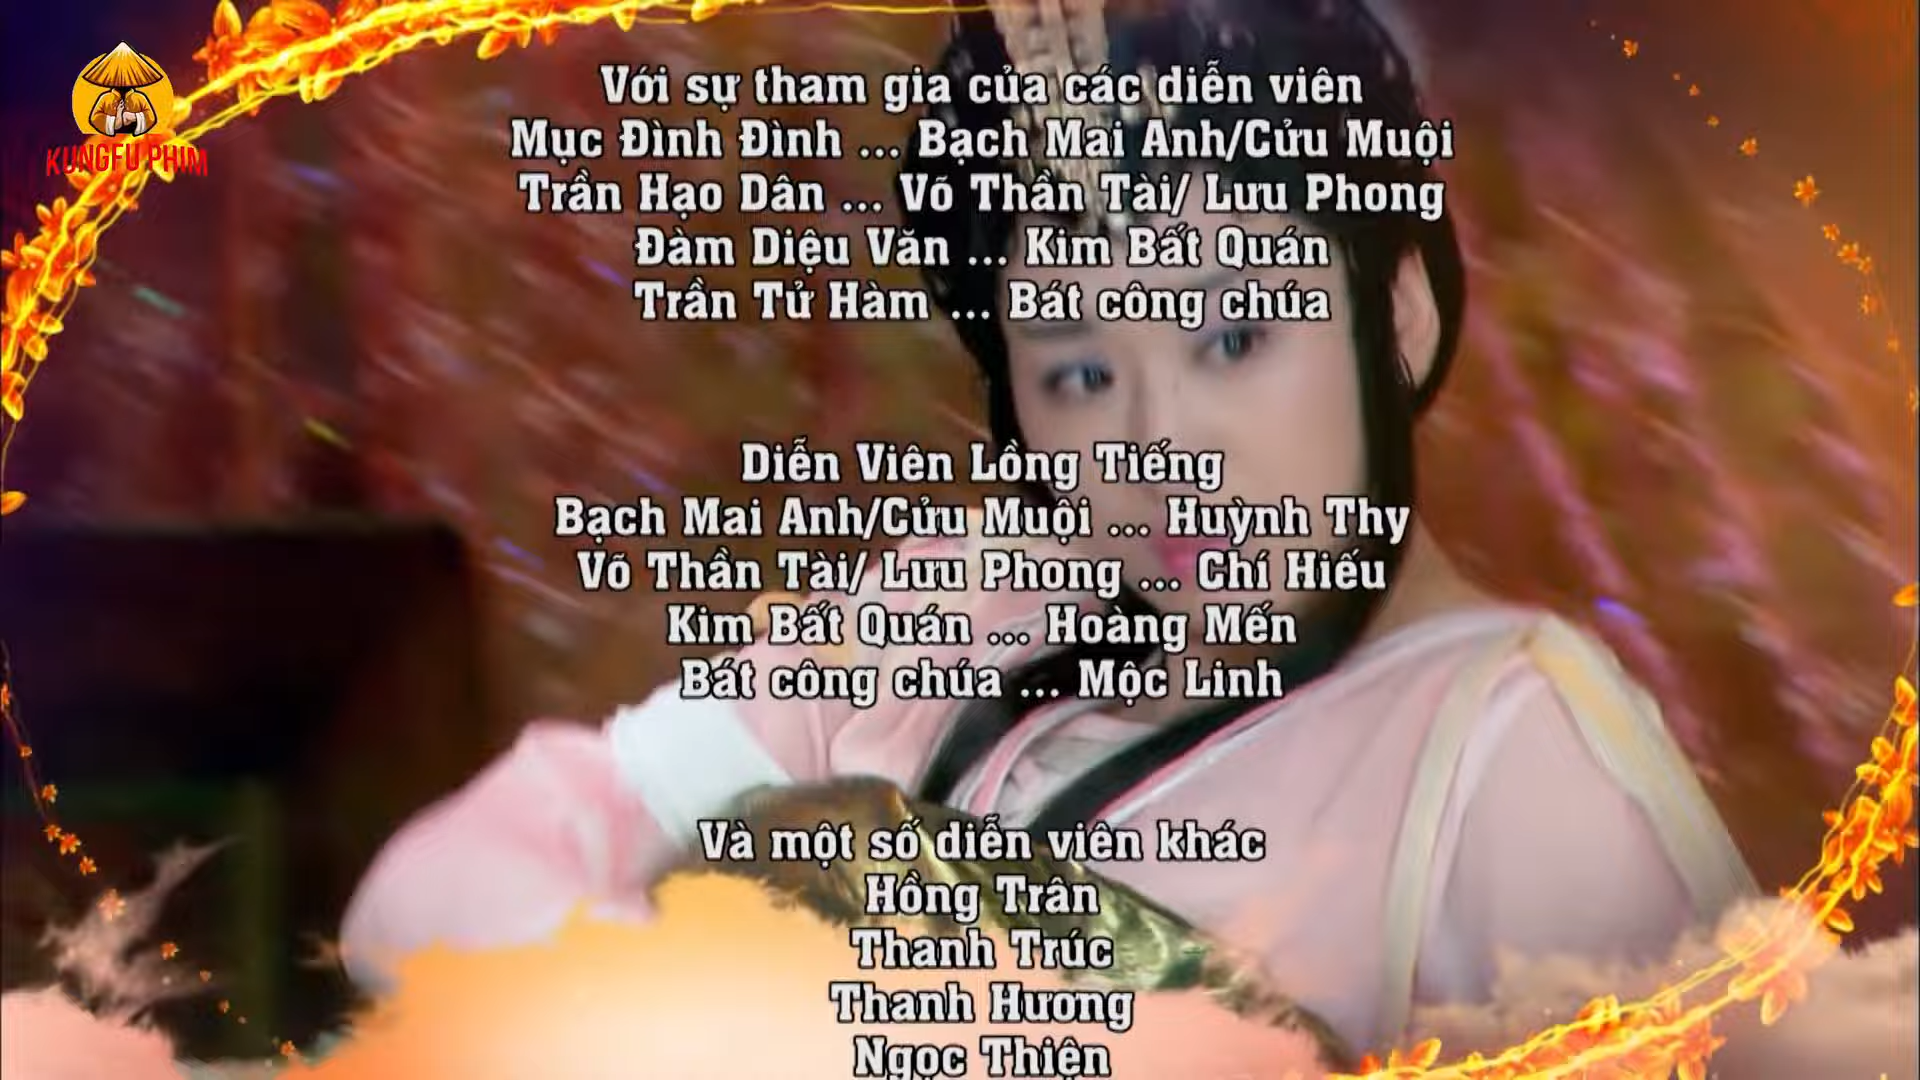 KUNGFU PHIM
Với sự tham gia của các diễn viên
Mục Đình Đình ... Bạch Mai Anh/Cửu Muội
Trần Hạo Dân ... Võ Thần Tài/ Lưu Phong
Đàm Diệu Văn ... Kim Bất Quán
Trần Tử Hàm ... Bát công chúa
Diễn Viên Lồng Tiếng
Bạch Mai Anh/Cửu Muội ... Huỳnh Thy
Võ Thần Tài/ Lưu Phong ... Chí Hiếu
Kim Bất Quán ... Hoàng Mến
Bát công chúa ... Mộc Linh
Và một số diễn viên khác
Hồng Trân
Thanh Trúc
Thanh Hương
Ngọc Thiện